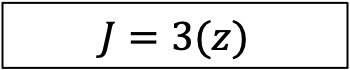 J = 3(z)